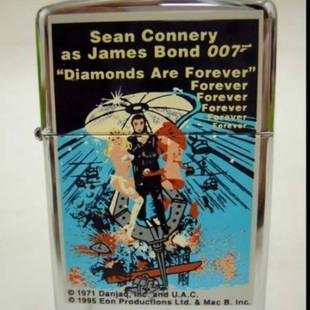 Sean Connery
as James Bond 007
"Diamonds Are Forever"
Forever
Forever
Forever
Forever
Forever
© 1971 Danjaq, Inc. and U.A.C.
© 1995 Eon Productions Ltd. & Mac B. Inc.